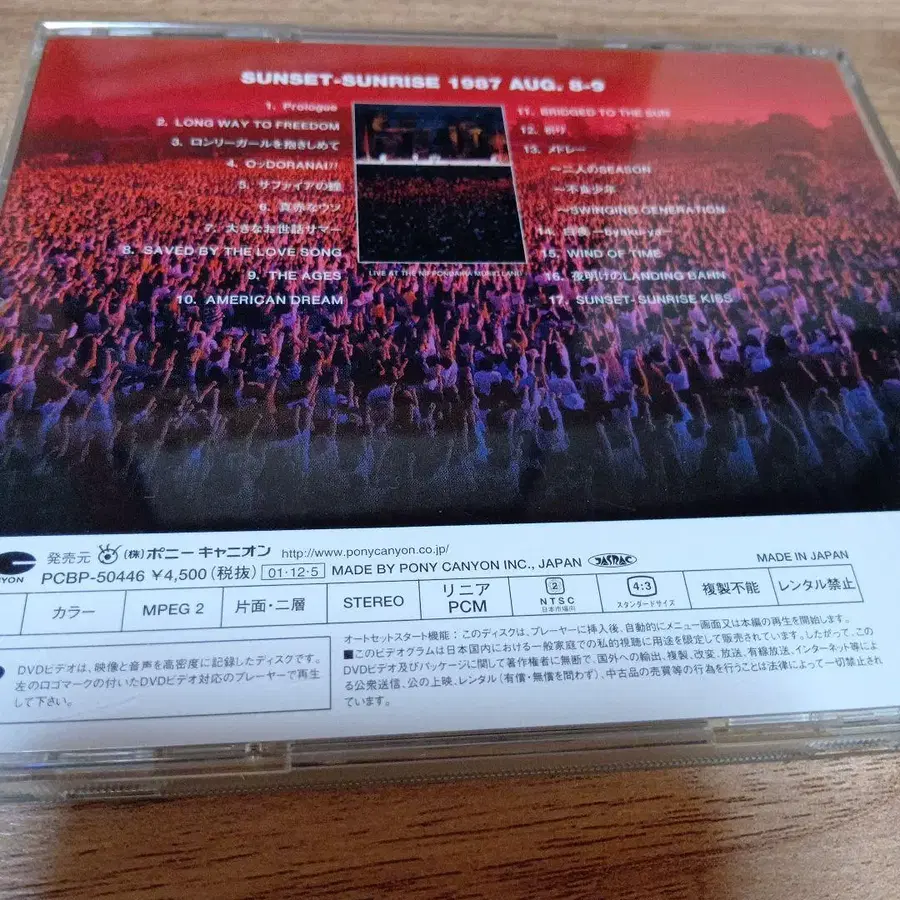 SUNSET-SUNRISE 1987 AUG. 8-9
1. Prologue
2. LONG WAY TO FREEDOM
3. ロンリーガールを抱きしめて
4. OッDORANA!?
5. サファイアの瞳
6. 真赤なウソ
7. 大きなお世話サマー
8. SAVED BY THE LOVE SONG
9. THE AGES
10. AMERICAN DREAM
11. BRIDGED TO THE SUN
12. 祈り
13. メドレー
~二人のSEASON
~不良少年
~SWINGING GENERATION
14. 白夜 -byaku-ya-
15. WIND OF TIME
16. 夜明けのLANDING BAHN
17. SUNSET-SUNRISE KIDS
LIVE AT THE NIPPONDAIRA
YON
発売元 (株)ポニーキャニオン http://www.ponycanyon.co.jp/
PCBP-50446 ¥4,500(税抜) 01・12・5 MADE BY PONY CANYON INC., JAPAN JASRAC
MADE IN JAPAN
カラー
MPEG 2
片面・二層
STEREO
リニア
PCM
2
NTSC
日本市場向
4:3
スタンダードサイズ
複製不能
レンタル禁止
DVDビデオは、映像と音声を高密度に記録したディスクです。
左のロゴマークの付いたDVDビデオ対応のプレーヤーで再生
して下さい。
オートセットスタート機能:このディスクは、プレーヤーに挿入後、自動的にメニュー画面又は本編の再生を開始します。
■このビデオグラムは日本国内における一般家庭での私的視聴に用途を限定して販売されています。したがって、この
DVDビデオ及びパッケージに関して著作権者に無断で、国外への輸出、複製、改変、放送、有線放送、インターネット等によ
る公衆送信、公の上映、レンタル(有償・無償を問わず)、中古品の売買等の行為を行うことは法律によって一切禁止され
ています。